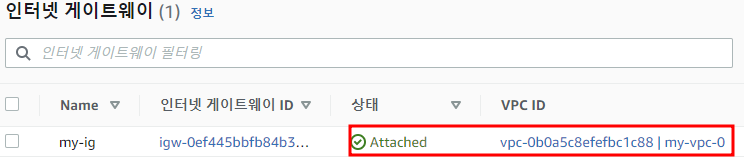 인터넷 게이트웨이 (1) 정보
인터넷 게이트웨이 필터링
Name 인터넷 게이트웨이 ID 상태 VPC ID
my-ig igw-0ef445bbfb84b3... Attached vpc-0b0a5c8efefbc1c88 | my-vpc-0